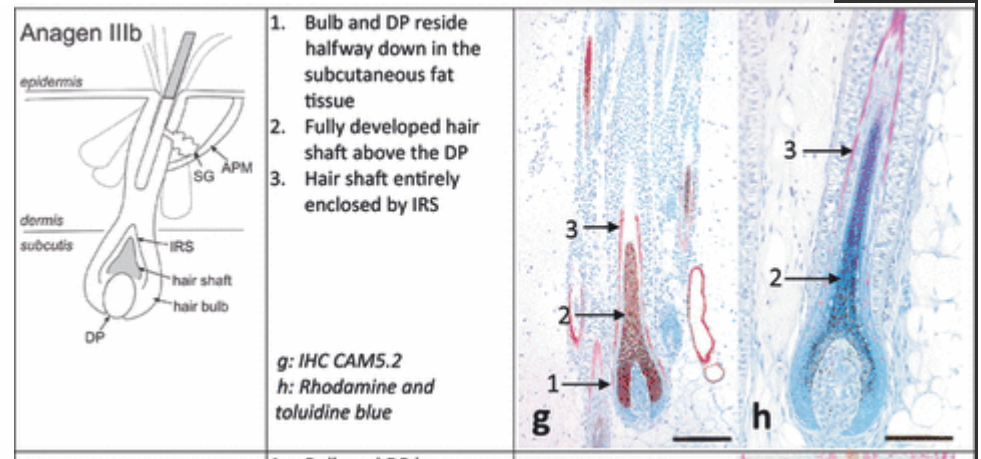 Anagen IIIb
epidermis
SG
APM
dermis
subcutis
IRS
hair shaft
hair bulb
DP
1. Bulb and DP reside
halfway down in the
subcutaneous fat
tissue
2. Fully developed hair
shaft above the DP
3. Hair shaft entirely
enclosed by IRS
g: IHC CAM5.2
h: Rhodamine and
toluidine blue
3
2
1
g
3
2
h